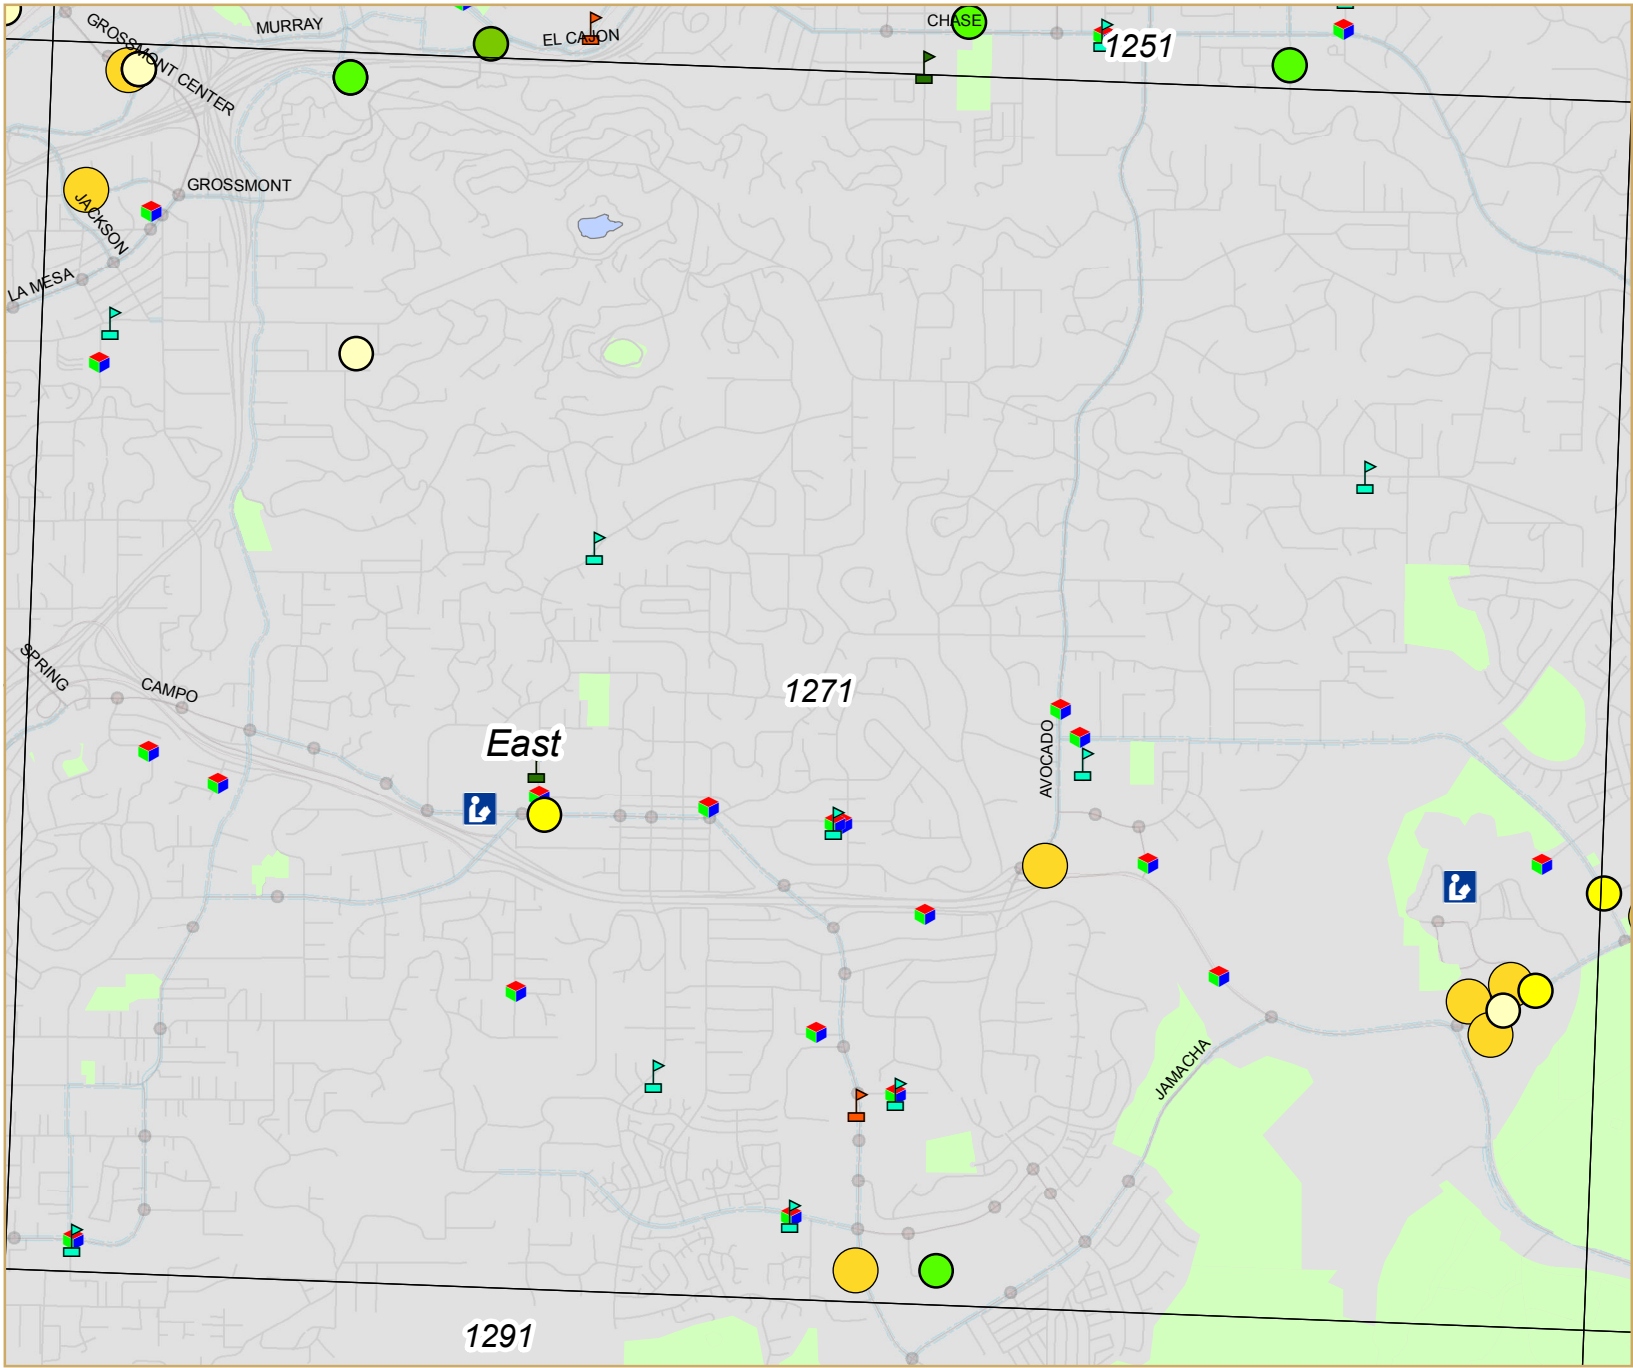 MURRAY
CHASE
EL CAJON
1251
GROSSMONT CENTER
GROSSMONT
JACKSON
LA MESA
SPRING
CAMPO
1271
East
AVOCADO
JAMACHA
1291